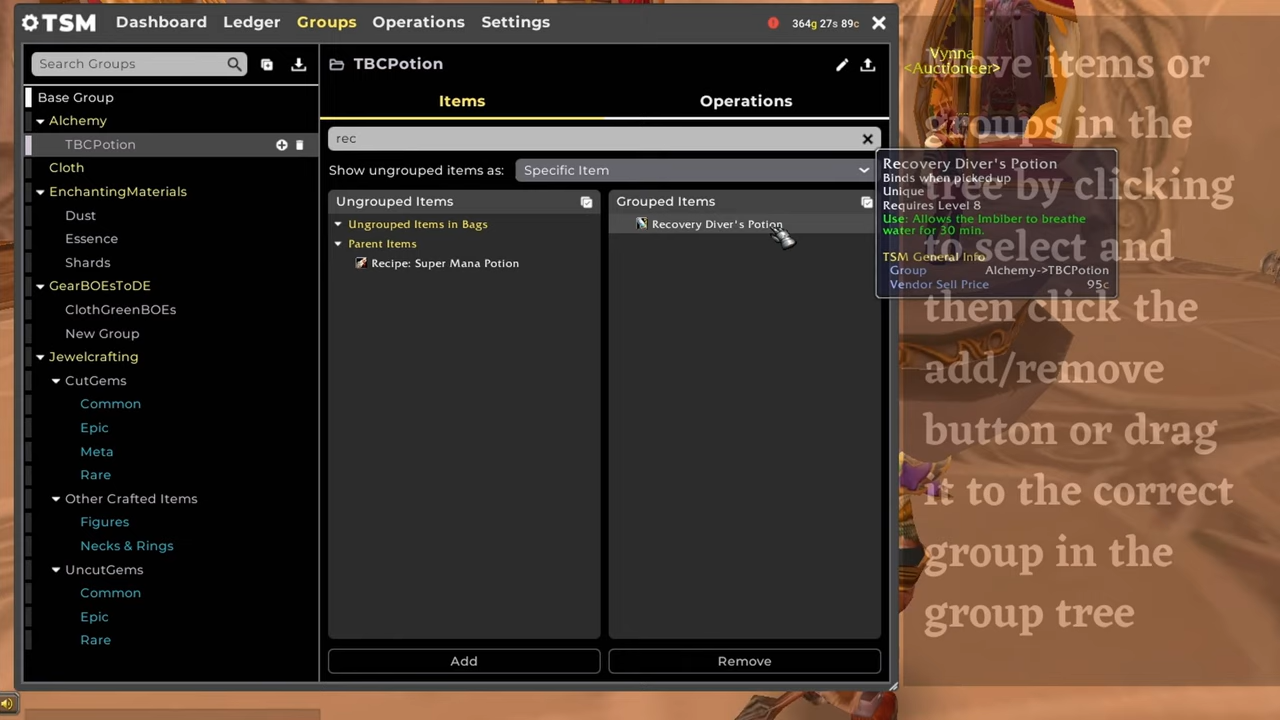 TSM Dashboard Ledger Groups Operations Settings 364g 27s 89c
Search Groups
Base Group
Alchemy
TBCPotion
Cloth
EnchantingMaterials
Dust
Essence
Shards
GearBOEsToDE
ClothGreenBOEs
New Group
Jewelcrafting
CutGems
Common
Epic
Meta
Rare
Other Crafted Items
Figures
Necks & Rings
UncutGems
Common
Epic
Rare
TBCPotion
Items Operations
rec
Show ungrouped items as: Specific Item
Ungrouped Items
Ungrouped Items in Bags
Parent Items
Recipe: Super Mana Potion
Add
Grouped Items
Recovery Diver's Potion
Remove
Recovery Diver's Potion
Binds when picked up
Unique
Requires Level 8
Use: Allows the Imbiber to breathe
water for 30 min.
TSM General Info
Group Alchemy->TBCPotion
Vendor Sell Price 95c
Vynna
<Auctioneer>
Move items or
groups in the
tree by clicking
to select and
then click the
add/remove
button or drag
it to the correct
group in the
group tree